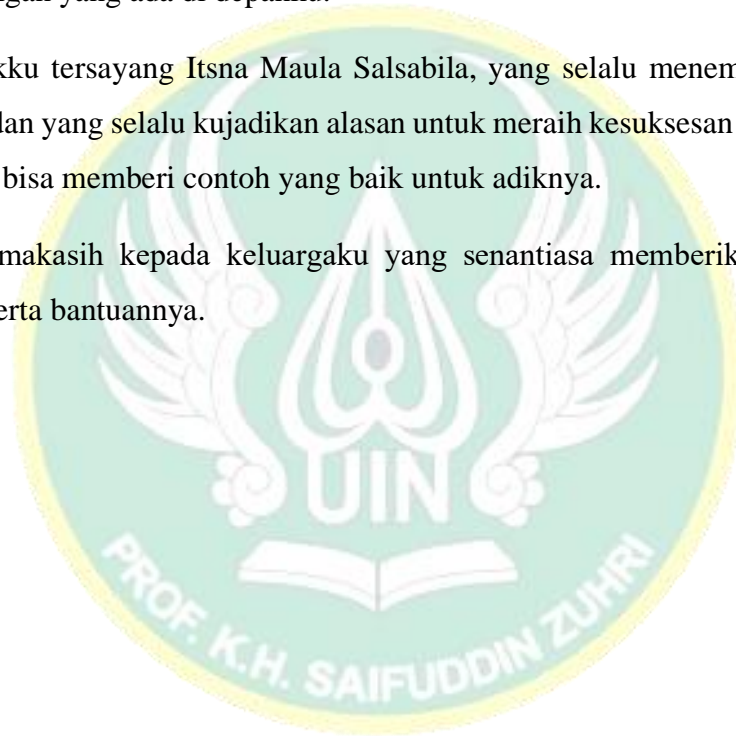 ngan yang ada di depanku.
kku tersayang Itsna Maula Salsabila, yang selalu menem
dan yang selalu kujadikan alasan untuk meraih kesuksesan
bisa memberi contoh yang baik untuk adiknya.
makasih kepada keluargaku yang senantiasa memberik
erta bantuannya.
UIN
PROF. K.H. SAIFUDDIN ZUHRI